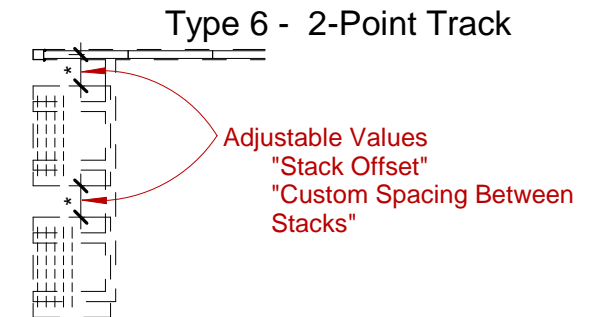 Type 6 - 2-Point Track
*
Adjustable Values
"Stack Offset"
*
"Custom Spacing Between
Stacks"